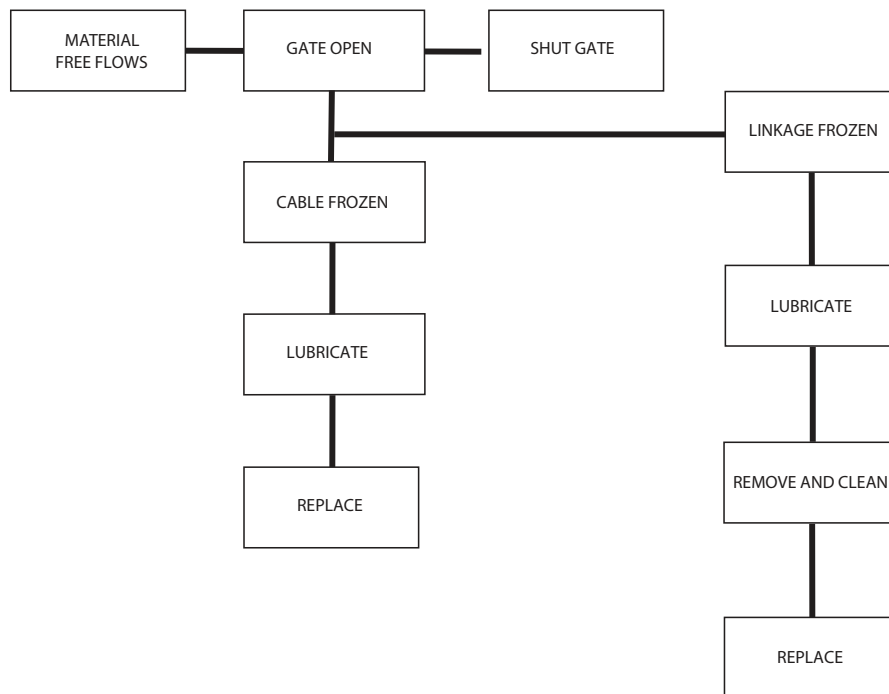 MATERIAL
FREE FLOWS
GATE OPEN
SHUT GATE
LINKAGE FROZEN
CABLE FROZEN
LUBRICATE
LUBRICATE
REMOVE AND CLEAN
REPLACE
REPLACE